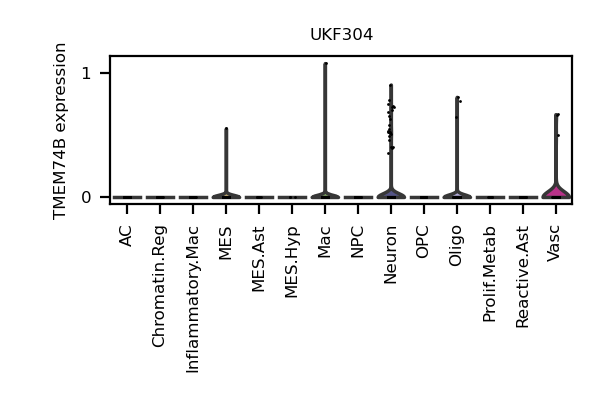 UKF304
TMEM74B expression
1
0
AC
Chromatin.Reg
Inflammatory.Mac
MES
MES.Ast
MES.Hyp
Mac
NPC
Neuron
OPC
Oligo
Prolif.Metab
Reactive.Ast
Vasc